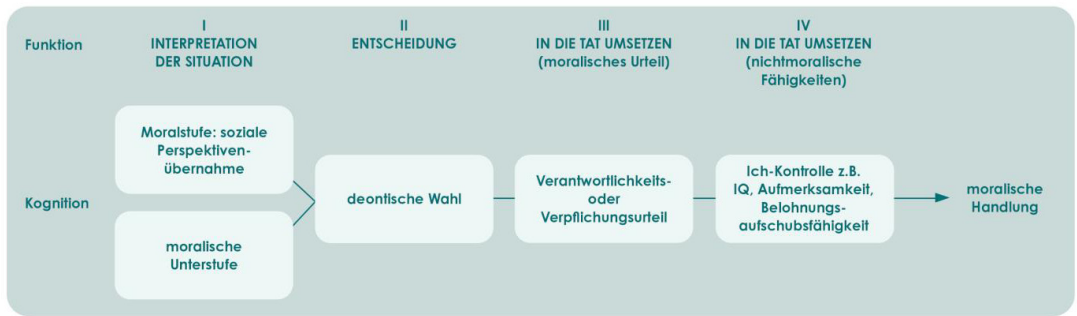 Funktion
I
INTERPRETATION
DER SITUATION
II
ENTSCHEIDUNG
III
IN DIE TAT UMSETZEN
(moralisches Urteil)
IV
IN DIE TAT UMSETZEN
(nichtmoralische
Fähigkeiten)
Kognition
Moralstufe: soziale
Perspektiven-
übernahme
moralische
Unterstufe
deontische Wahl
Verantwortlichkeits-
oder
Verpflichungsurteil
Ich-Kontrolle z.B.
IQ, Aufmerksamkeit,
Belohnungs-
aufschubsfähigkeit
moralische
Handlung